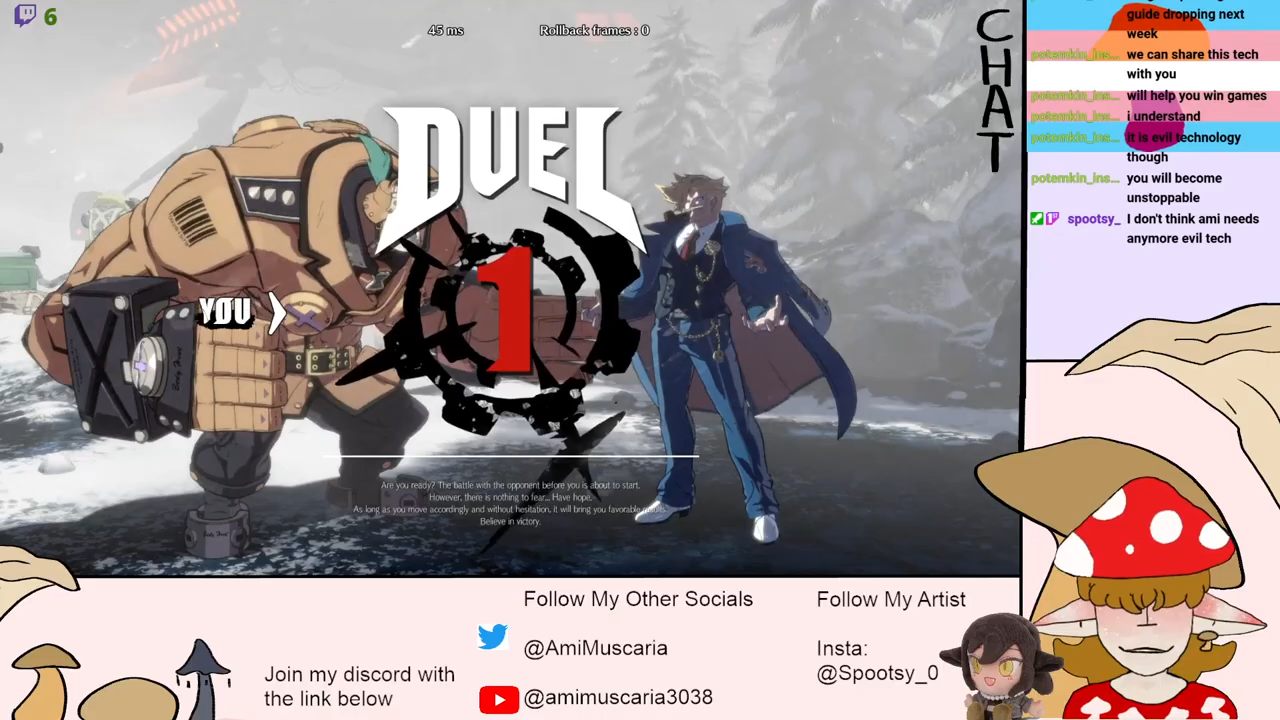 6
45 ms
Rollback frames : 0
DUEL
1
YOU
Are you ready? The battle with the opponent before you is about to start.
However, there is nothing to fear... Have hope.
As long as you move accordingly and without hesitation, it will bring you favorable results.
Believe in victory.
CHAT
guide dropping next
week
potemkin_ins... we can share this tech
with you
potemkin_ins... will help you win games
potemkin_ins... i understand
potemkin_ins... it is evil technology
though
potemkin_ins... you will become
unstoppable
spootsy_ I don't think ami needs
anymore evil tech
Join my discord with
the link below
Follow My Other Socials
@AmiMuscaria
@amimuscaria3038
Follow My Artist
Insta:
@Spootsy_0